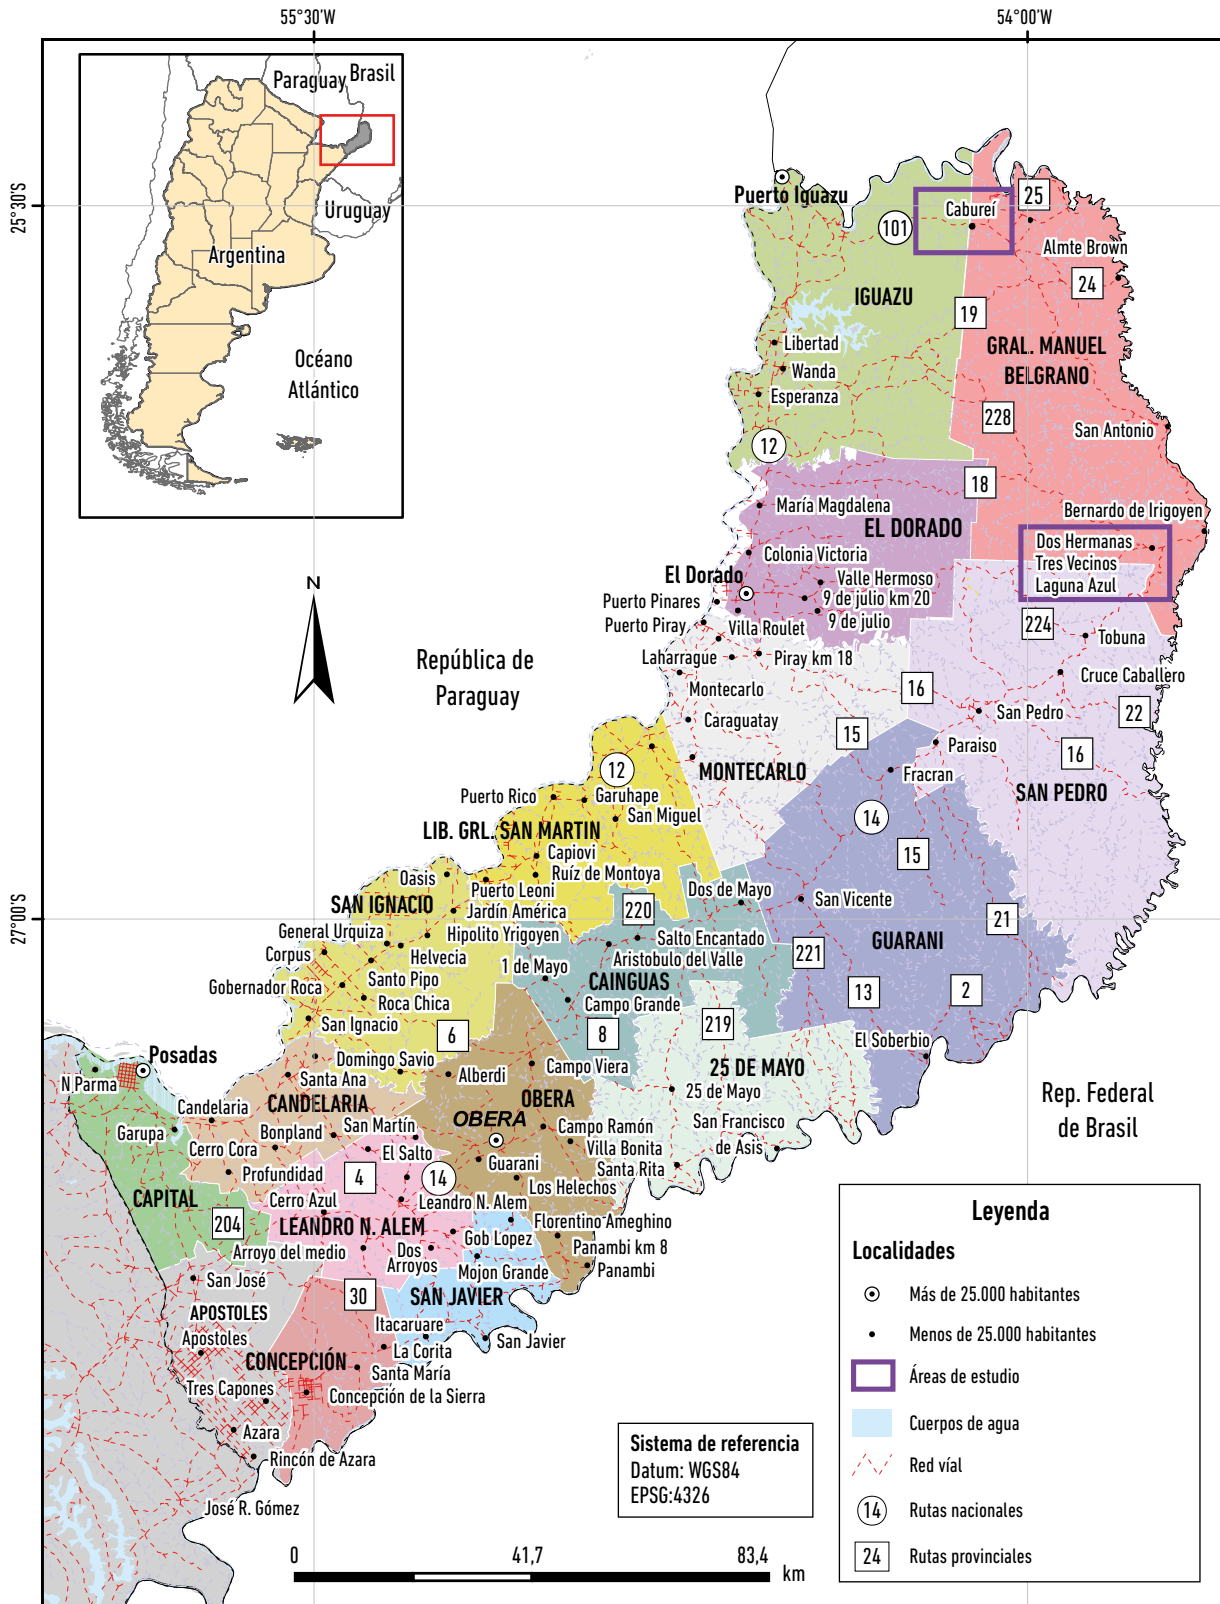 55°30'W
54°00'W
25°30'S
27°00'S
Paraguay
Brasil
Uruguay
Argentina
Océano
Atlántico
N
República de
Paraguay
Rep. Federal
de Brasil
Puerto Iguazu
101
Cabureí
25
Almte Brown
24
IGUAZU
19
GRAL. MANUEL
BELGRANO
Libertad
Wanda
Esperanza
228
San Antonio
12
18
María Magdalena
EL DORADO
Bernardo de Irigoyen
Dos Hermanas
Tres Vecinos
Laguna Azul
Colonia Victoria
El Dorado
Valle Hermoso
9 de julio km 20
9 de julio
Puerto Pinares
Puerto Piray
Villa Roulet
224
Tobuna
Laharrague
Piray km 18
Cruce Caballero
Montecarlo
16
San Pedro
22
Caraguatay
15
Paraiso
16
MONTECARLO
Fracran
SAN PEDRO
12
Puerto Rico
Garuhape
San Miguel
LIB. GRL. SAN MARTIN
14
15
Capiovi
Oasis
Ruíz de Montoya
Puerto Leoni
Dos de Mayo
San Vicente
SAN IGNACIO
Jardín América
220
21
General Urquiza
Hipolito Yrigoyen
Salto Encantado
GUARANI
Corpus
Helvecia
Aristobulo del Valle
221
1 de Mayo
Santo Pipo
CAINGUAS
Gobernador Roca
Roca Chica
Campo Grande
13
2
San Ignacio
6
8
219
El Soberbio
Posadas
Domingo Savio
Campo Viera
25 DE MAYO
N Parma
Santa Ana
Alberdi
OBERA
25 de Mayo
CANDELARIA
Candelaria
OBERA
San Francisco
de Asis
Garupa
Bonpland
San Martín
Campo Ramón
Cerro Cora
El Salto
Villa Bonita
Guarani
Santa Rita
Profundidad
4
14
Los Helechos
CAPITAL
Cerro Azul
Leandro N. Alem
204
LEANDRO N. ALEM
Florentino Ameghino
Gob Lopez
Panambi km 8
Arroyo del medio
Dos
Arroyos
Mojon Grande
Panambi
San José
30
SAN JAVIER
APOSTOLES
Itacaruare
San Javier
Apostoles
La Corita
CONCEPCIÓN
Santa María
Tres Capones
Concepción de la Sierra
Azara
Rincón de Azara
José R. Gómez
Sistema de referencia
Datum: WGS84
EPSG:4326
0
41,7
83,4
km
Leyenda
Localidades
Más de 25.000 habitantes
Menos de 25.000 habitantes
Áreas de estudio
Cuerpos de agua
Red víal
14
Rutas nacionales
24
Rutas provinciales